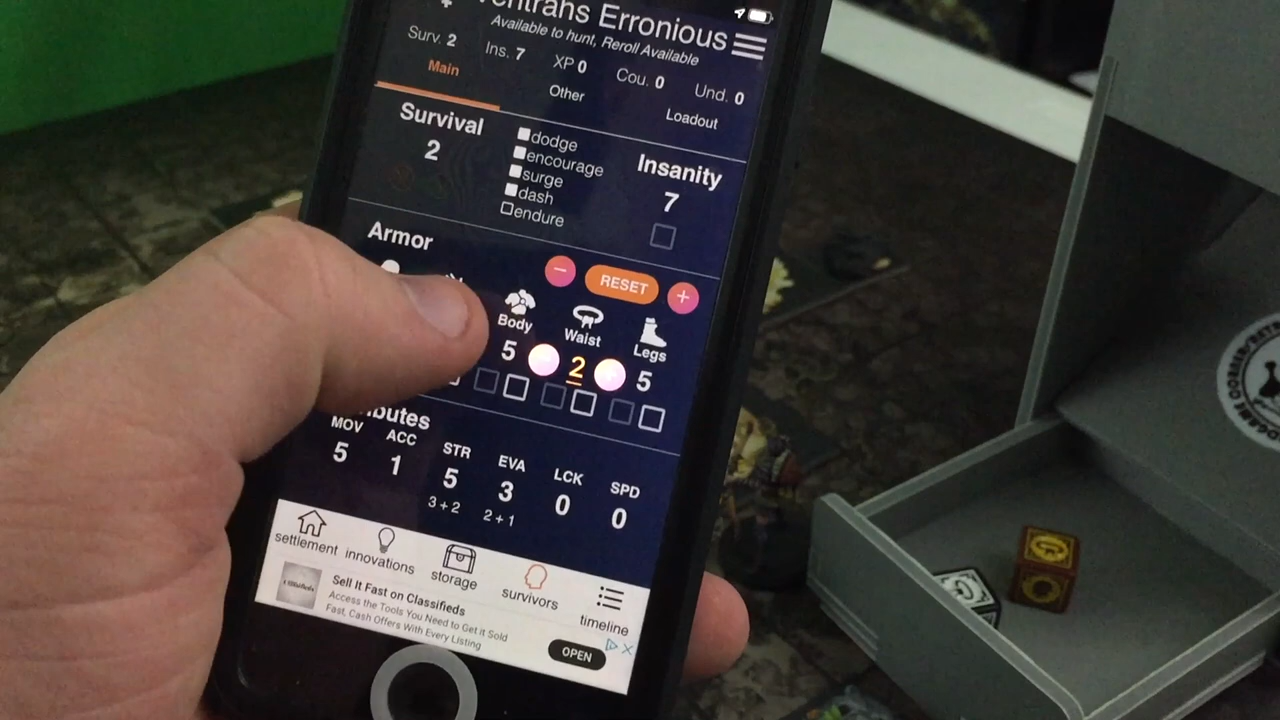 Erronious
Available to hunt, Reroll Available
Surv. 2
Ins. 7
XP 0
Cou. 0
Und. 0
Main
Other
Loadout
Survival
2
dodge
encourage
surge
dash
endure
Insanity
7
Armor
RESET
Body
5
Waist
2
Legs
5
MOV
5
ACC
1
STR
5
3 + 2
EVA
3
2 + 1
LCK
0
SPD
0
settlement
innovations
storage
survivors
timeline
Sell It Fast on Classifieds
Access the Tools You Need to Get it Sold
Fast, Cash Offers With Every Listing
OPEN